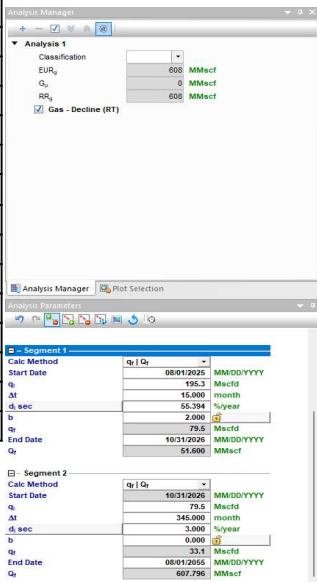 Analysis Manager
Analysis 1
Classification
EURg 608 MMscf
Gp 0 MMscf
RRg 608 MMscf
Gas - Decline (RT)
Analysis Manager Plot Selection
Analysis Parameters
Segment 1
Calc Method qf | Qf
Start Date 08/01/2025 MM/DD/YYYY
qi 195.3 Mscfd
Δt 15.000 month
di sec 55.394 %/year
b 2.000
qf 79.5 Mscfd
End Date 10/31/2026 MM/DD/YYYY
Qf 51.600 MMscf
Segment 2
Calc Method qf | Qf
Start Date 10/31/2026 MM/DD/YYYY
qi 79.5 Mscfd
Δt 345.000 month
di sec 3.000 %/year
b 0.000
qf 33.1 Mscfd
End Date 08/01/2055 MM/DD/YYYY
Qf 607.796 MMscf